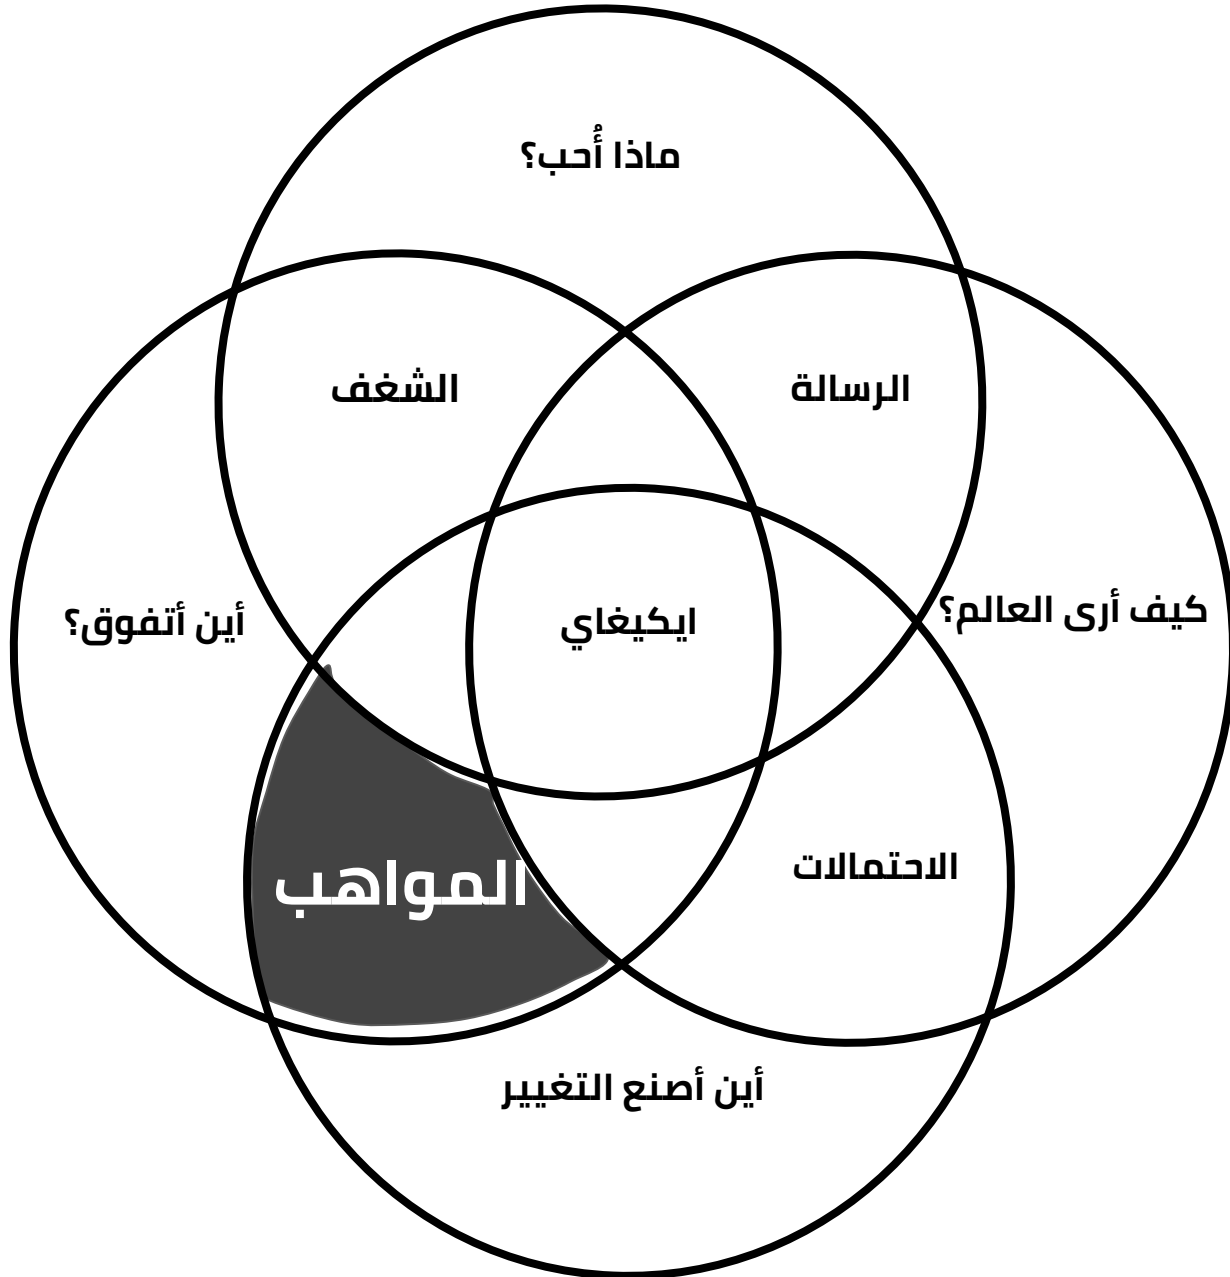 ماذا أُحب؟
الرسالة
الشغف
كيف أرى العالم؟
ايكيغاي
أين أتفوق؟
الاحتمالات
المواهب
أين أصنع التغيير